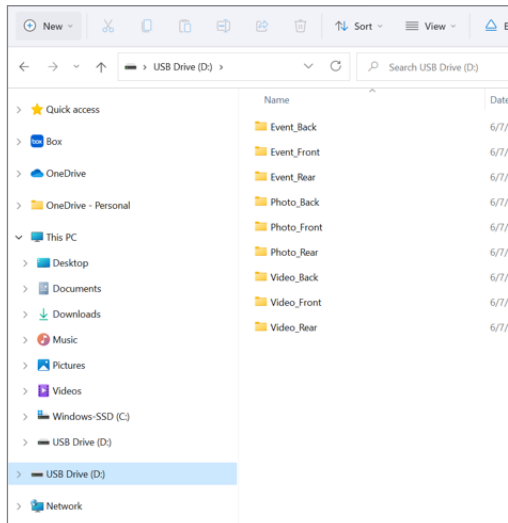 New Sort View E
USB Drive (D:) Search USB Drive (D:)
Name Date
Quick access
Event_Back 6/7/
box Box
Event_Front 6/7/
OneDrive
Event_Rear 6/7/
OneDrive - Personal
Photo_Back 6/7/
This PC
Photo_Front 6/7/
Desktop
Photo_Rear 6/7/
Documents
Video_Back 6/7/
Downloads
Video_Front 6/7/
Music
Video_Rear 6/7/
Pictures
Videos
Windows-SSD (C:)
USB Drive (D:)
USB Drive (D:)
Network